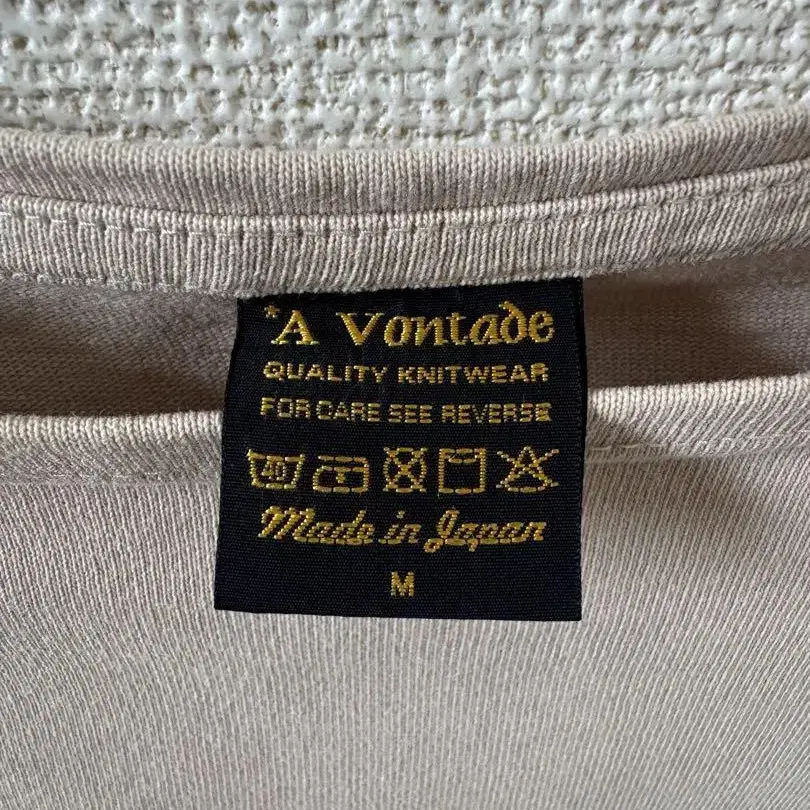 *A Vontade
QUALITY KNITWEAR
FOR CARE SEE REVERSE
40
Made in Japan
M